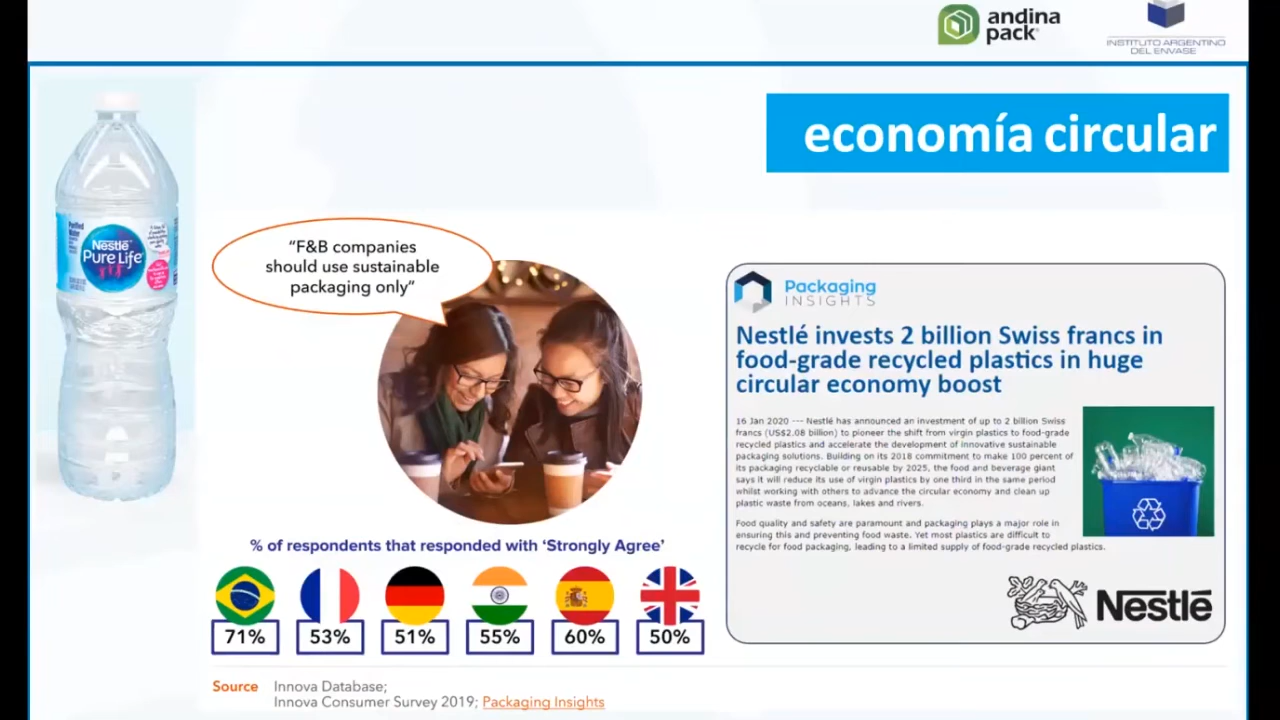 andina
pack
INSTITUTO ARGENTINO
DEL ENVASE
economía circular
Purified
Water
Nestlé
Pure Life
“F&B companies
should use sustainable
packaging only”
Packaging
INSIGHTS
Nestlé invests 2 billion Swiss francs in
food-grade recycled plastics in huge
circular economy boost
16 Jan 2020 --- Nestlé has announced an investment of up to 2 billion Swiss
francs (US$2.08 billion) to pioneer the shift from virgin plastics to food-grade
recycled plastics and accelerate the development of innovative sustainable
packaging solutions. Building on its 2018 commitment to make 100 percent of
its packaging recyclable or reusable by 2025, the food and beverage giant
says it will reduce its use of virgin plastics by one third in the same period
whilst working with others to advance the circular economy and clean up
plastic waste from oceans, lakes and rivers.
Food quality and safety are paramount and packaging plays a major role in
ensuring this and preventing food waste. Yet most plastics are difficult to
recycle for food packaging, leading to a limited supply of food-grade recycled plastics.
Nestlé
% of respondents that responded with ‘Strongly Agree’
71% 53% 51% 55% 60% 50%
Source Innova Database;
Innova Consumer Survey 2019; Packaging Insights